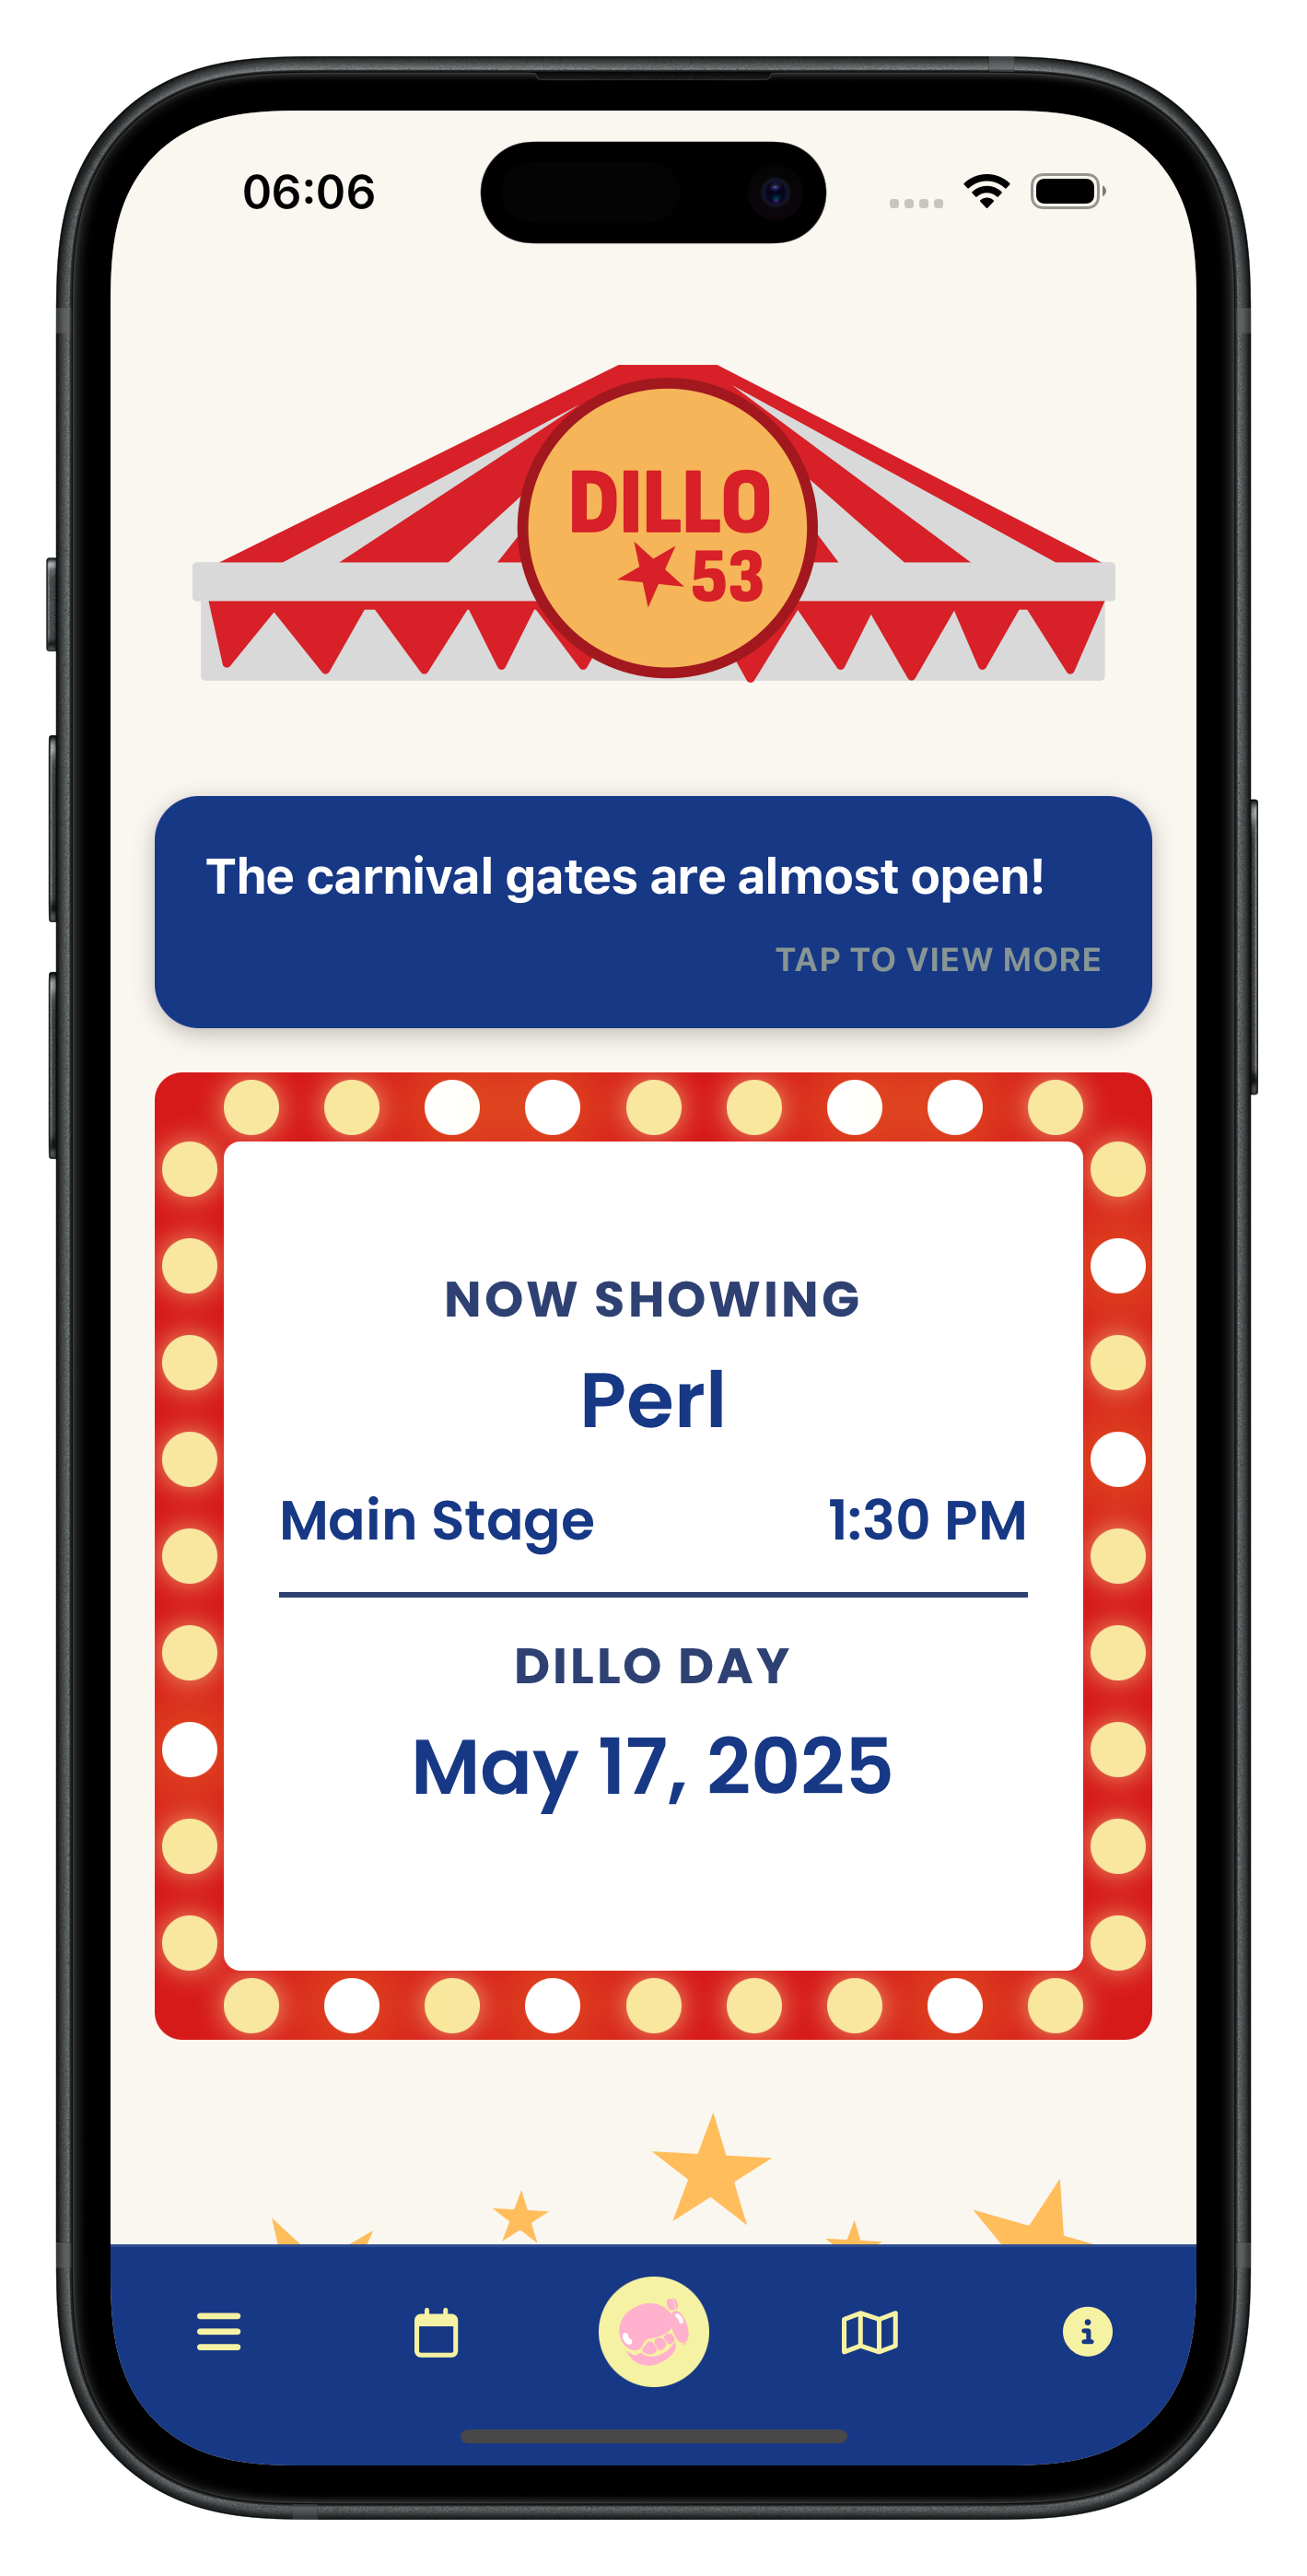 06:06
DILLO
53
The carnival gates are almost open!
TAP TO VIEW MORE
NOW SHOWING
Perl
Main Stage 1:30 PM
DILLO DAY
May 17, 2025